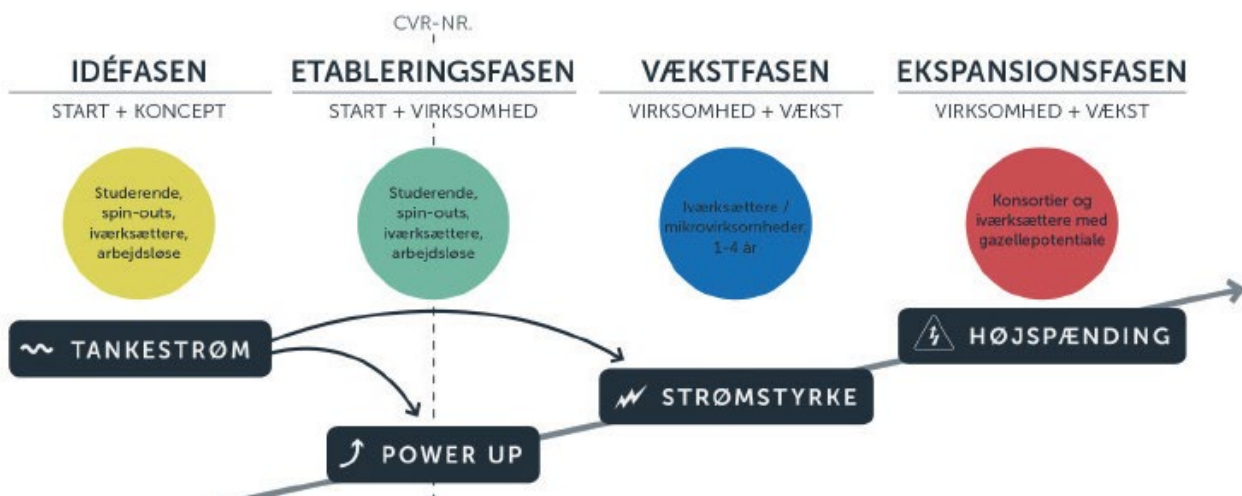 CVR-NR.
IDÉFASEN
START + KONCEPT
Studerende,
spin-outs,
iværksættere,
arbejdsløse
ETABLERINGSFASEN
START + VIRKSOMHED
Studerende,
spin-outs,
iværksættere,
arbejdsløse
VÆKSTFASEN
VIRKSOMHED + VÆKST
Iværksættere /
mikrovirksomheder,
1-4 år
EKSPANSIONSFASEN
VIRKSOMHED + VÆKST
Konsortier og
iværksættere med
gazellepotentiale
TANKESTRØM
POWER UP
STRØMSTYRKE
HØJSPÆNDING